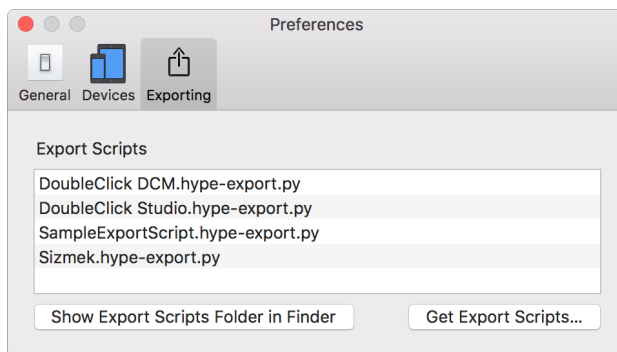 Preferences
General Devices Exporting
Export Scripts
DoubleClick DCM.hype-export.py
DoubleClick Studio.hype-export.py
SampleExportScript.hype-export.py
Sizmek.hype-export.py
Show Export Scripts Folder in Finder Get Export Scripts...